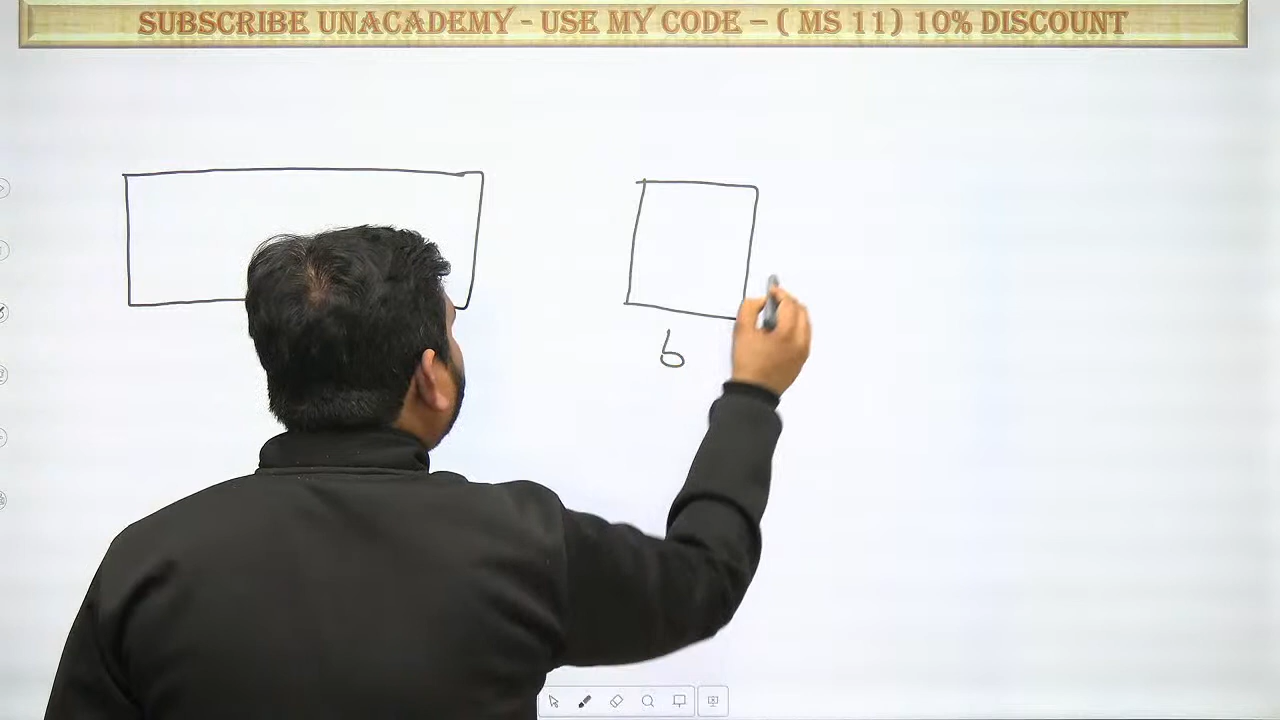 SUBSCRIBE UNACADEMY - USE MY CODE – ( MS 11) 10% DISCOUNT
b